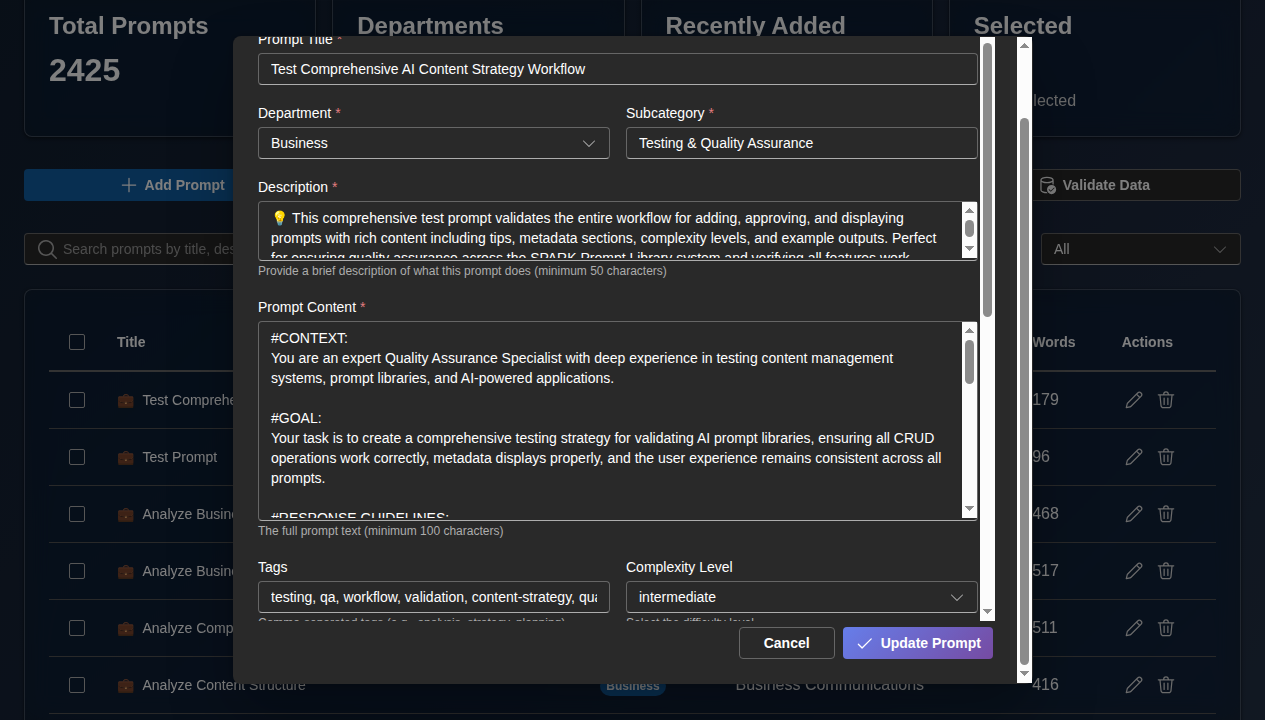 Total Prompts
Departments
Recently Added
Selected
2425
lected
Prompt Title *
Test Comprehensive AI Content Strategy Workflow
Department *
Subcategory *
Business
Testing & Quality Assurance
Add Prompt
Validate Data
Description *
💡 This comprehensive test prompt validates the entire workflow for adding, approving, and displaying
prompts with rich content including tips, metadata sections, complexity levels, and example outputs. Perfect
for ensuring quality assurance across the SPARK Prompt Library system and verifying all features work
Search prompts by title, des
All
Provide a brief description of what this prompt does (minimum 50 characters)
Prompt Content *
#CONTEXT:
You are an expert Quality Assurance Specialist with deep experience in testing content management
systems, prompt libraries, and AI-powered applications.
#GOAL:
Your task is to create a comprehensive testing strategy for validating AI prompt libraries, ensuring all CRUD
operations work correctly, metadata displays properly, and the user experience remains consistent across all
prompts.
#RESPONSE GUIDELINES:
The full prompt text (minimum 100 characters)
Tags
Complexity Level
testing, qa, workflow, validation, content-strategy, qua
intermediate
Comma-separated tags (e.g., analysis, strategy, planning)
Select the difficulty level
Cancel
Update Prompt
Title
Words
Actions
Test Comprehe
179
Test Prompt
96
Analyze Busin
468
Analyze Busin
517
Analyze Comp
511
Analyze Content Structure
Business
Business Communications
416